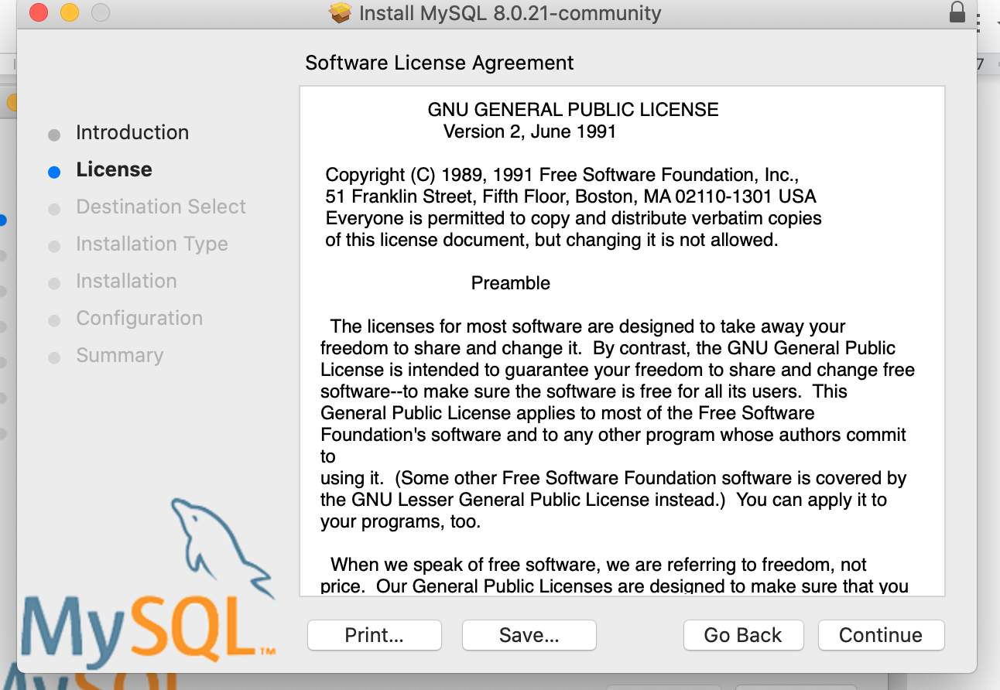 Install MySQL 8.0.21-community
Software License Agreement
Introduction
License
Destination Select
Installation Type
Installation
Configuration
Summary
GNU GENERAL PUBLIC LICENSE
Version 2, June 1991
Copyright (C) 1989, 1991 Free Software Foundation, Inc.,
51 Franklin Street, Fifth Floor, Boston, MA 02110-1301 USA
Everyone is permitted to copy and distribute verbatim copies
of this license document, but changing it is not allowed.
Preamble
The licenses for most software are designed to take away your
freedom to share and change it.  By contrast, the GNU General Public
License is intended to guarantee your freedom to share and change free
software--to make sure the software is free for all its users.  This
General Public License applies to most of the Free Software
Foundation's software and to any other program whose authors commit
to
using it.  (Some other Free Software Foundation software is covered by
the GNU Lesser General Public License instead.)  You can apply it to
your programs, too.
When we speak of free software, we are referring to freedom, not
price.  Our General Public Licenses are designed to make sure that you
MySQL™
Print...
Save...
Go Back
Continue
7
MySQL